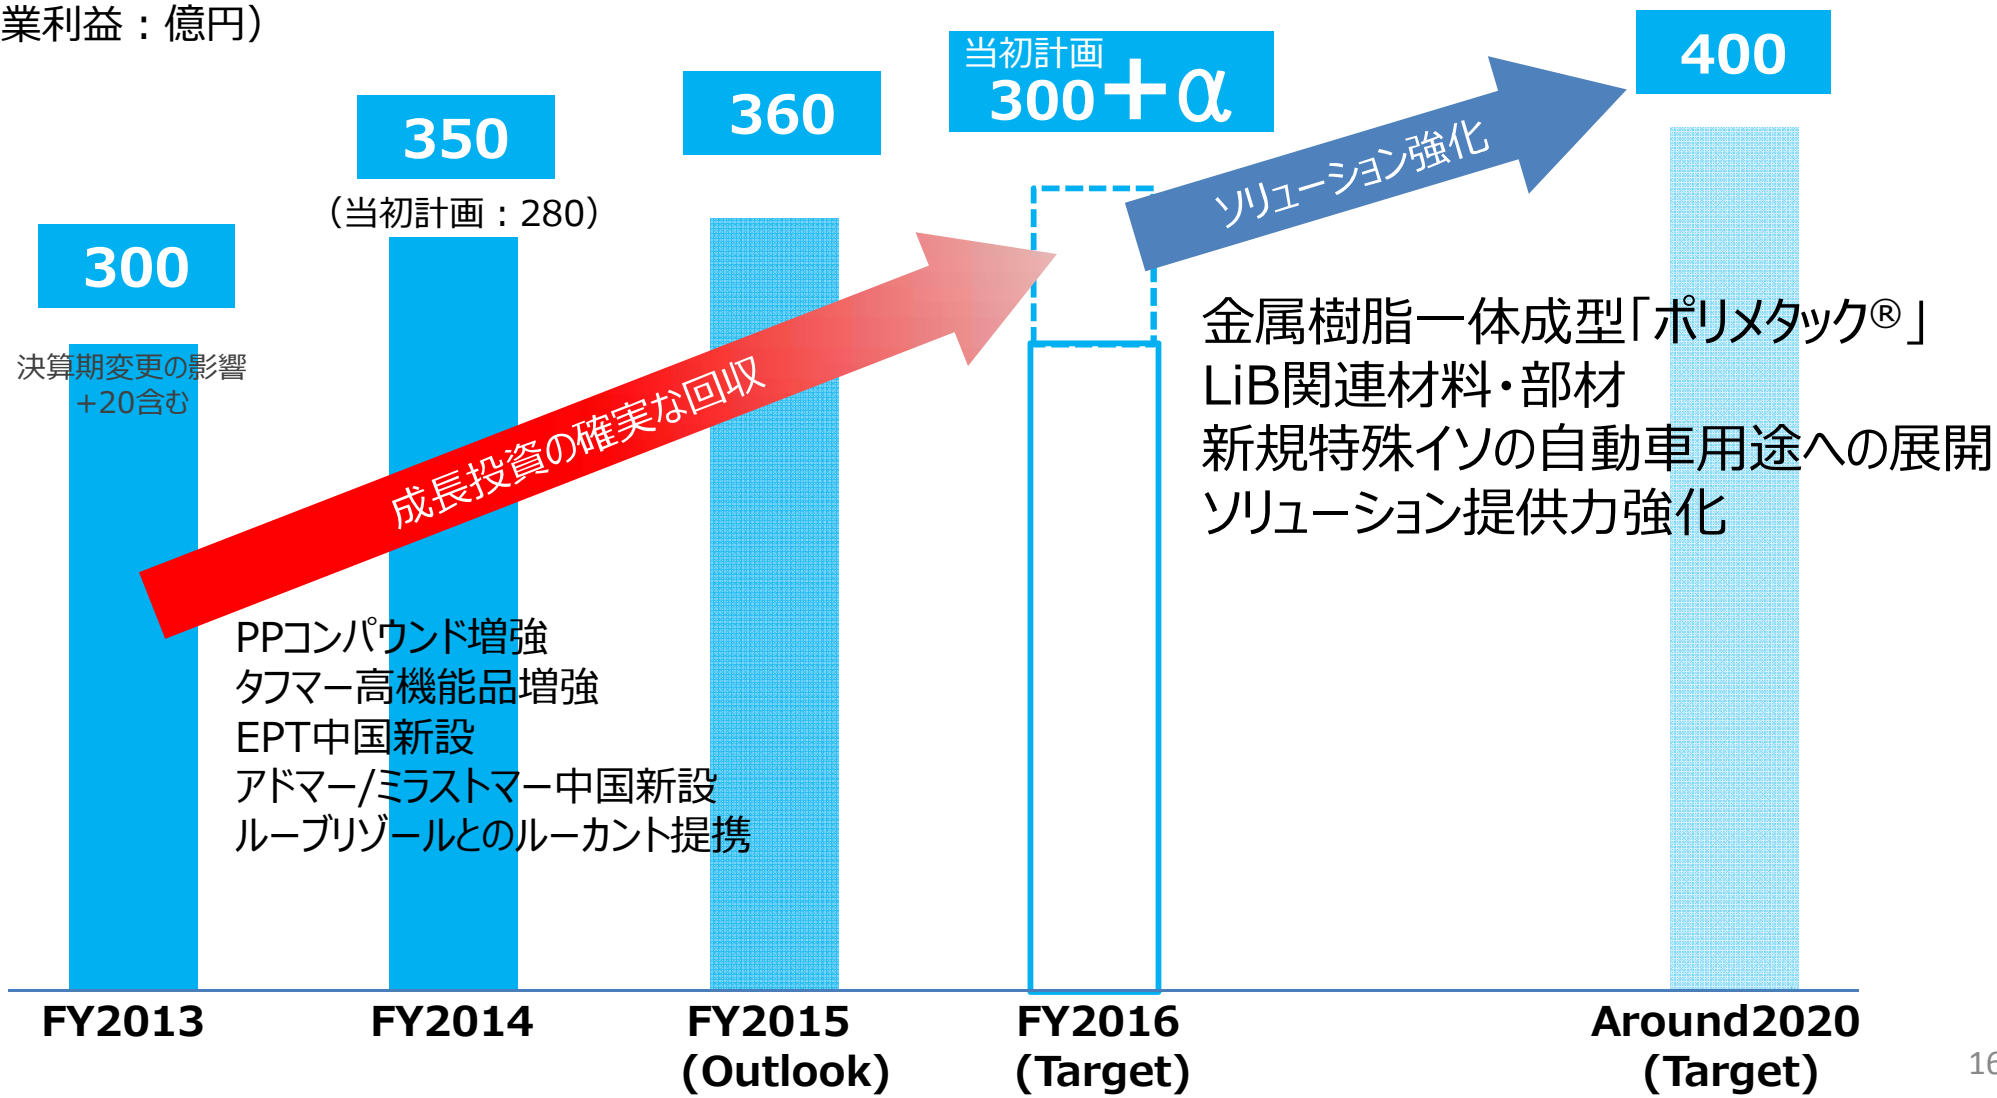 業利益：億円）
300
決算期変更の影響
+20含む
350
（当初計画：280）
360
当初計画
300＋α
400
成長投資の確実な回収
ソリューション強化
金属樹脂一体成型「ポリメタック®」
LiB関連材料・部材
新規特殊イソの自動車用途への展開
ソリューション提供力強化
PPコンパウンド増強
タフマー高機能品増強
EPT中国新設
アドマー/ミラストマー中国新設
ルーブリゾールとのルーカント提携
FY2013
FY2014
FY2015
(Outlook)
FY2016
(Target)
Around2020
(Target)
16